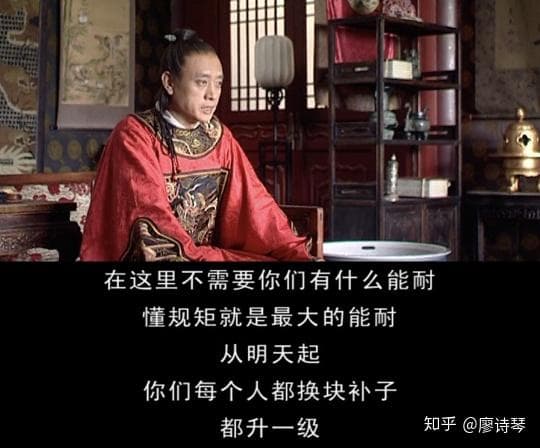 在这里不需要你们有什么能耐
懂规矩就是最大的能耐
从明天起
你们每个人都换块补子
都升一级
知乎 @廖诗琴